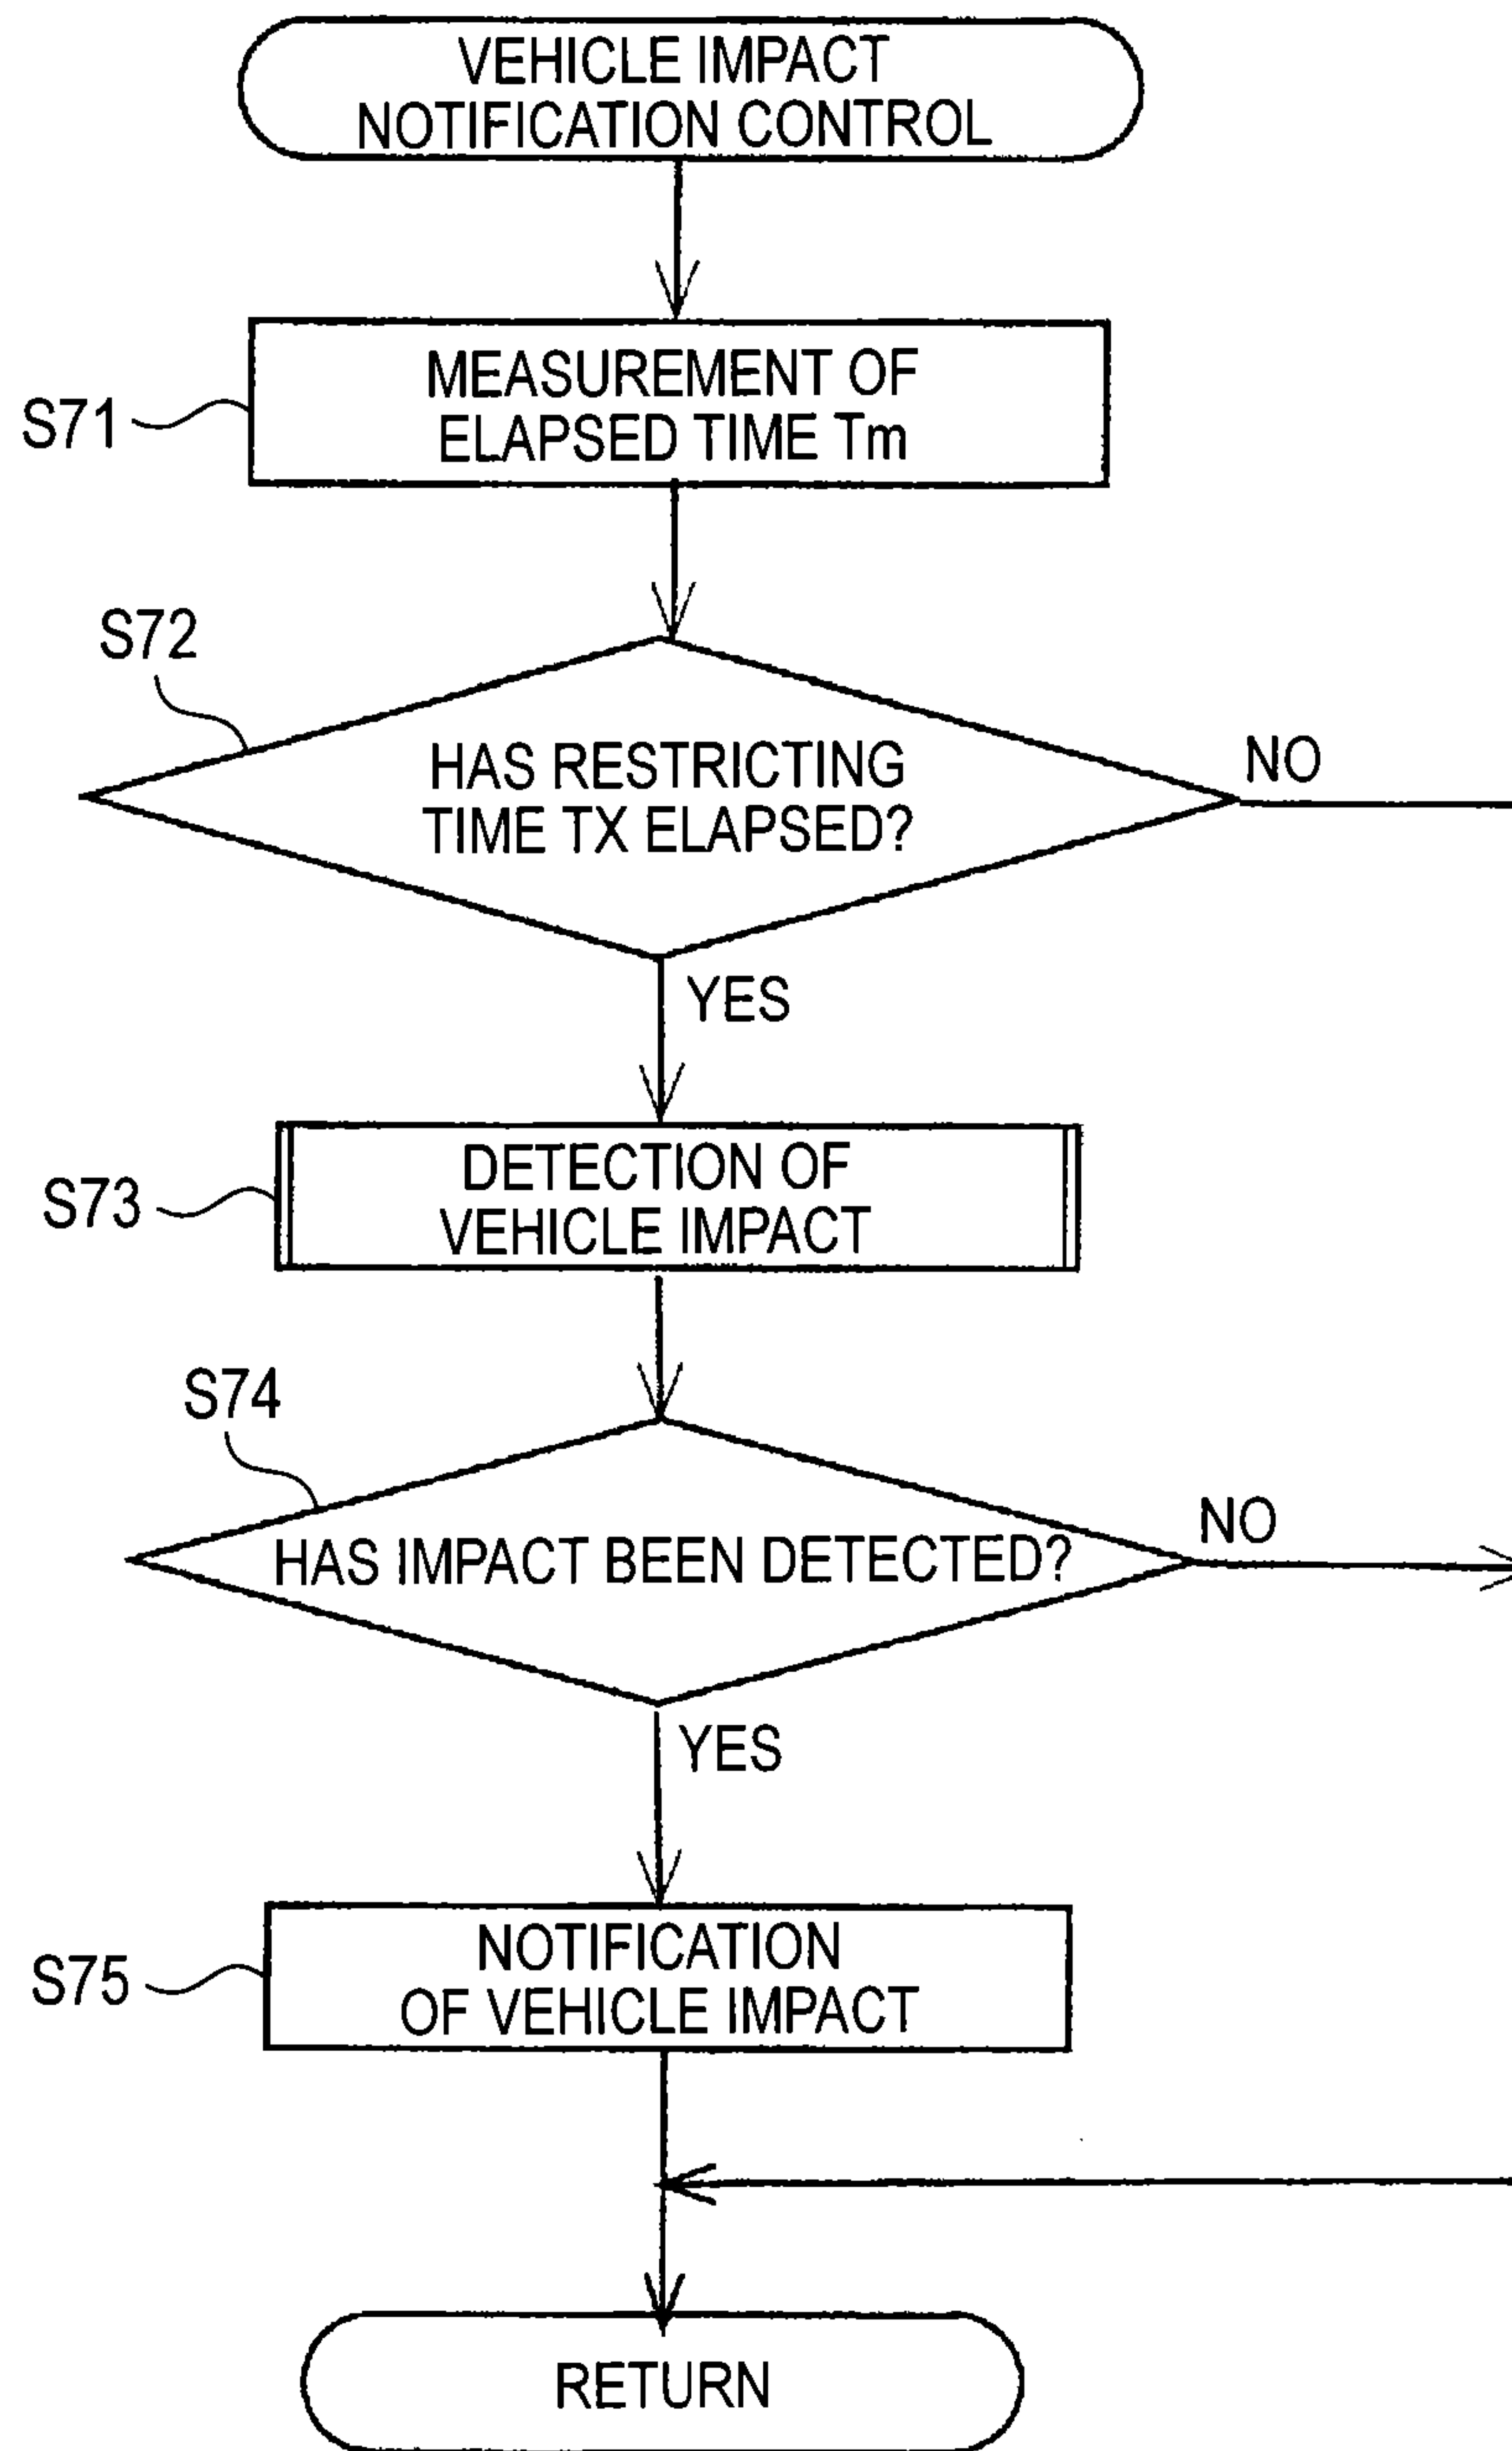 VEHICLE IMPACT
NOTIFICATION CONTROL
S71
MEASUREMENT OF
ELAPSED TIME Tm
S72
HAS RESTRICTING
TIME TX ELAPSED?
NO
YES
S73
DETECTION OF
VEHICLE IMPACT
S74
HAS IMPACT BEEN DETECTED?
NO
YES
S75
NOTIFICATION
OF VEHICLE IMPACT
RETURN